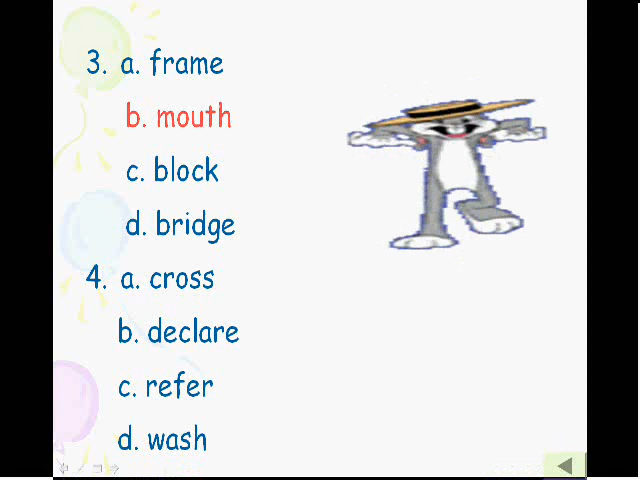 3. a. frame
b. mouth
c. block
d. bridge
4. a. cross
b. declare
c. refer
d. wash